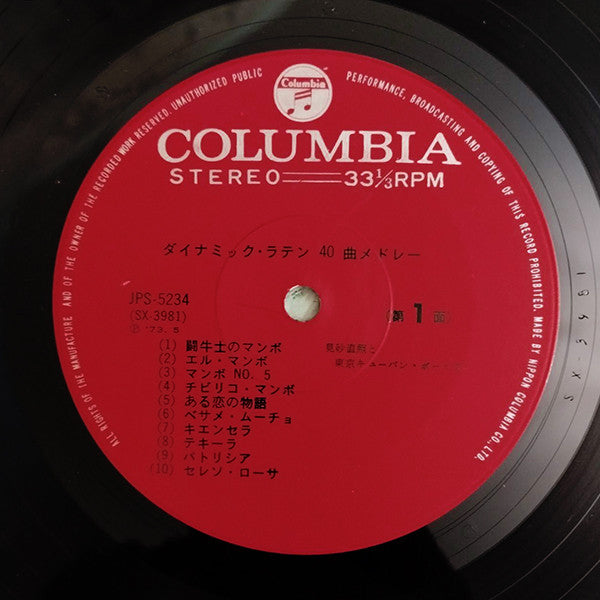 ALL RIGHTS OF THE MANUFACTURE AND OF THE OWNER OF THE RECORDED WORK RESERVED. UNAUTHORIZED PUBLIC PERFORMANCE, BROADCASTING AND COPYING OF THIS RECORD PROHIBITED. MADE BY NIPPON COLUMBIA CO., LTD.
Columbia
COLUMBIA
STEREO 33 1/3 RPM
ダイナミック・ラテン 40 曲メドレー
JPS-5234
(SX-3981)
(第 1 面)
Ⓟ '73. 5
(1) 闘牛士のマンボ
(2) エル・マンボ
(3) マンボ NO. 5
(4) チビリコ・マンボ
(5) ある恋の物語
(6) ベサメ・ムーチョ
(7) キエンセラ
(8) テキーラ
(9) パトリシア
(10) セレソ・ローサ
見砂直照と
東京キューバン・ボーイズ